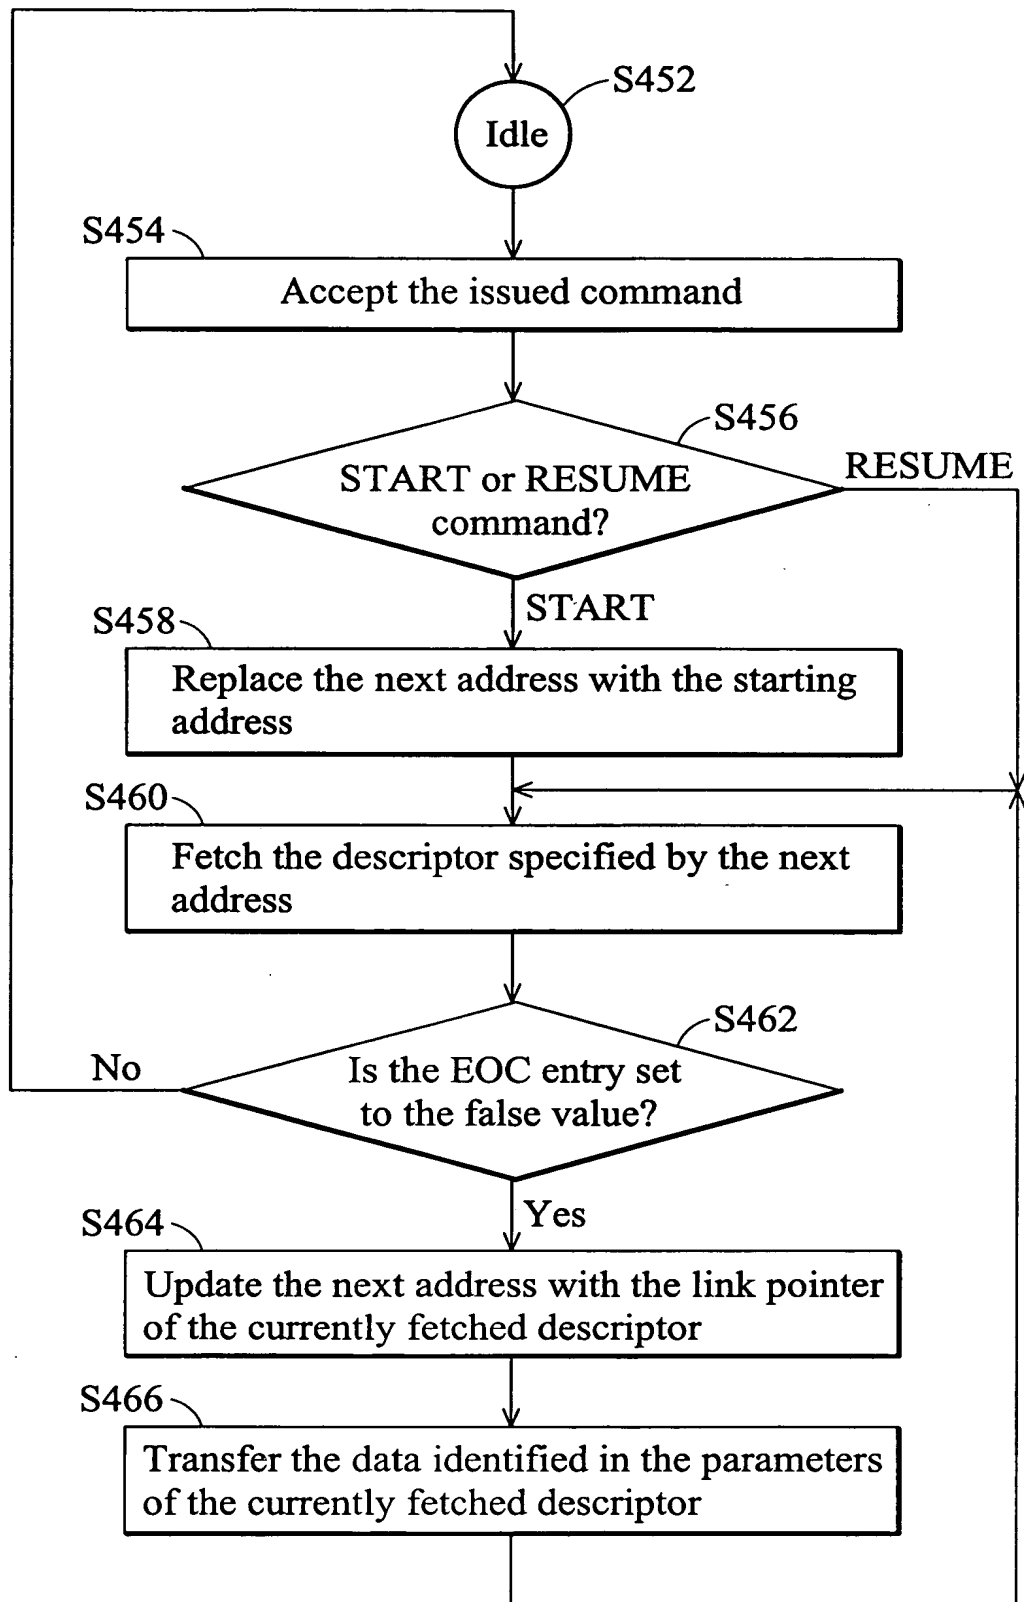 S452
Idle
S454
Accept the issued command
S456
RESUME
START or RESUME
command?
START
S458
Replace the next address with the starting
address
S460
Fetch the descriptor specified by the next
address
S462
No
Is the EOC entry set
to the false value?
Yes
S464
Update the next address with the link pointer
of the currently fetched descriptor
S466
Transfer the data identified in the parameters
of the currently fetched descriptor